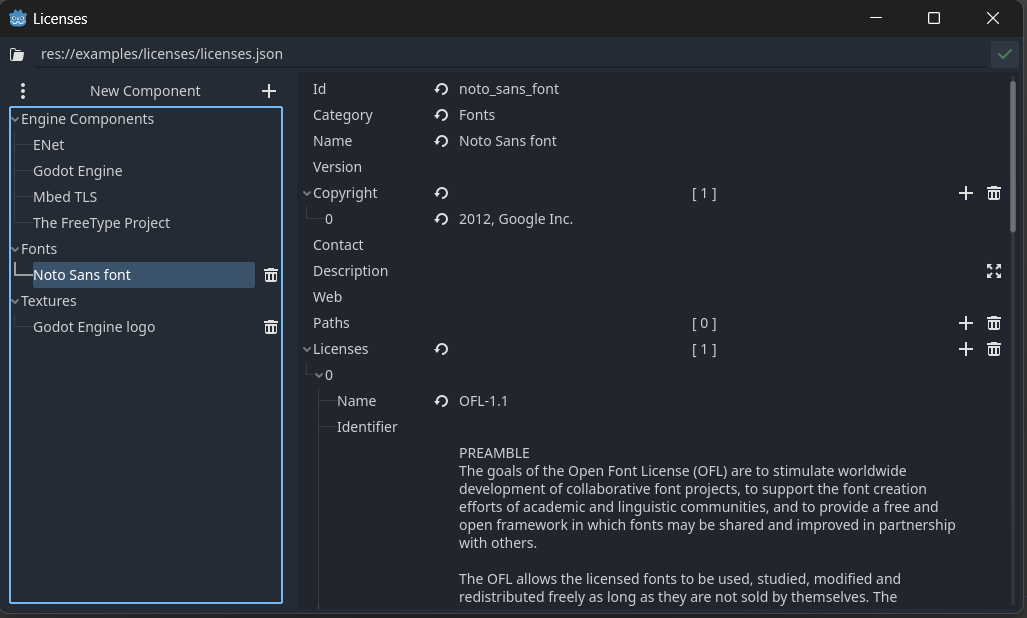 Licenses
res://examples/licenses/licenses.json
New Component
Engine Components
ENet
Godot Engine
Mbed TLS
The FreeType Project
Fonts
Noto Sans font
Textures
Godot Engine logo
Id noto_sans_font
Category Fonts
Name Noto Sans font
Version
Copyright [ 1 ]
0 2012, Google Inc.
Contact
Description
Web
Paths [ 0 ]
Licenses [ 1 ]
0
Name OFL-1.1
Identifier
PREAMBLE
The goals of the Open Font License (OFL) are to stimulate worldwide
development of collaborative font projects, to support the font creation
efforts of academic and linguistic communities, and to provide a free and
open framework in which fonts may be shared and improved in partnership
with others.
The OFL allows the licensed fonts to be used, studied, modified and
redistributed freely as long as they are not sold by themselves. The